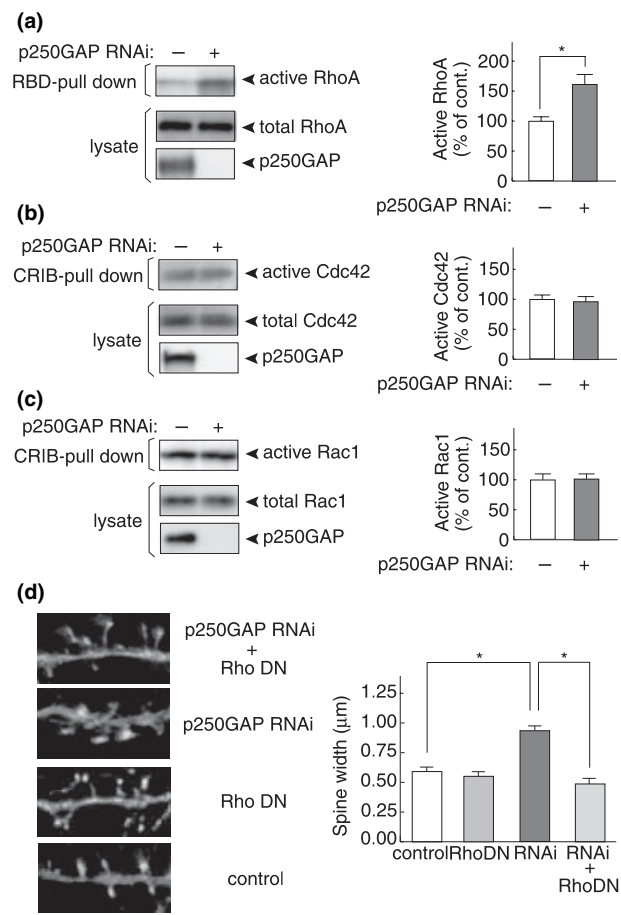 (a)
p250GAP RNAi: – +
RBD-pull down
active RhoA
lysate
total RhoA
p250GAP
Active RhoA
(% of cont.)
200
150
100
50
0
*
p250GAP RNAi: – +
(b)
p250GAP RNAi: – +
CRIB-pull down
active Cdc42
lysate
total Cdc42
p250GAP
Active Cdc42
(% of cont.)
150
100
50
0
p250GAP RNAi: – +
(c)
p250GAP RNAi: – +
CRIB-pull down
active Rac1
lysate
total Rac1
p250GAP
Active Rac1
(% of cont.)
150
100
50
0
p250GAP RNAi: – +
(d)
p250GAP RNAi
+
Rho DN
p250GAP RNAi
Rho DN
control
Spine width (μm)
1.25
1.00
0.75
0.50
0.25
0.00
* *
control RhoDN RNAi RNAi
+
RhoDN